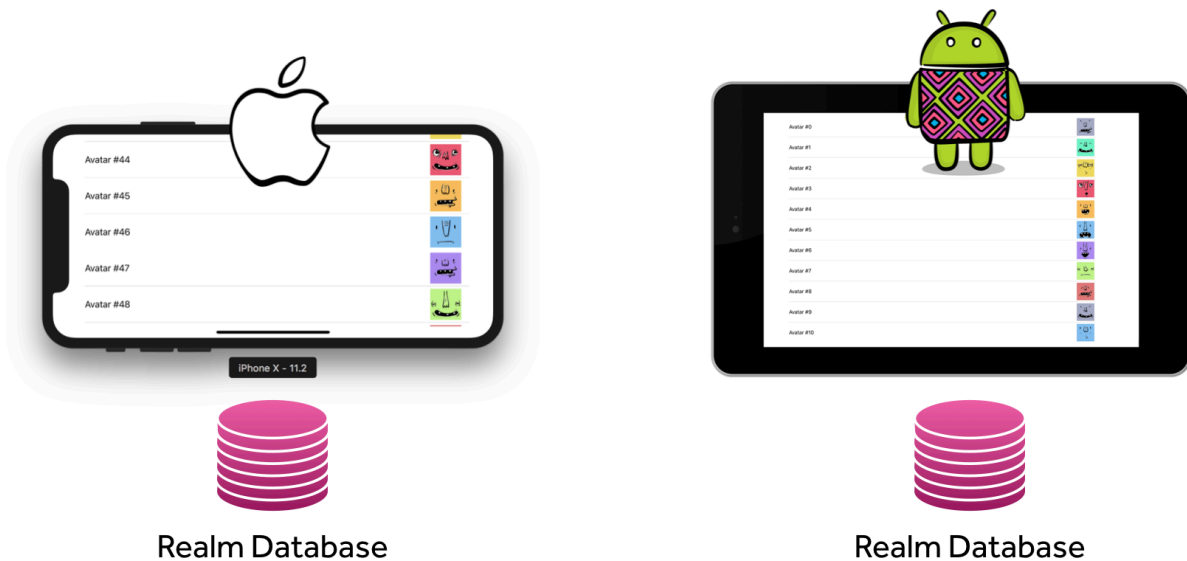 Avatar #44
Avatar #45
Avatar #46
Avatar #47
Avatar #48
iPhone X - 11.2
Realm Database
Avatar #0
Avatar #1
Avatar #2
Avatar #3
Avatar #4
Avatar #5
Avatar #6
Avatar #7
Avatar #8
Avatar #9
Avatar #10
Realm Database